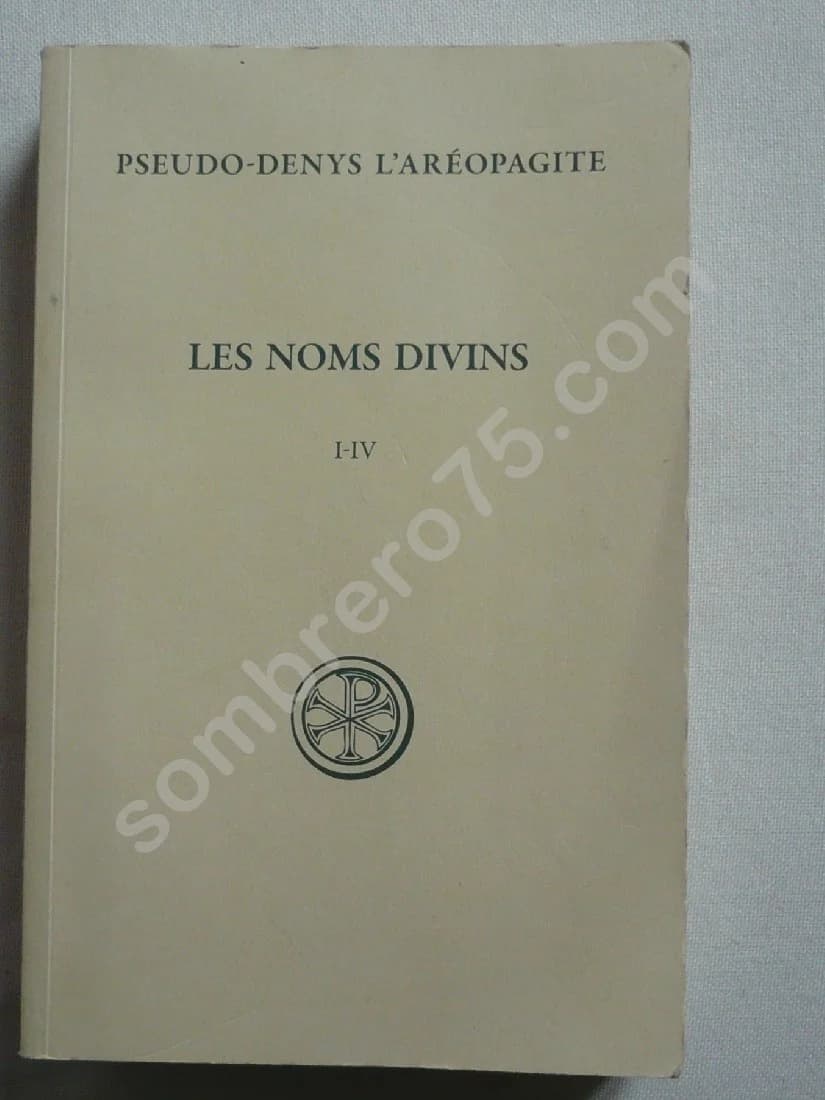 PSEUDO-DENYS L'ARÉOPAGITE
LES NOMS DIVINS
I-IV
sombrero75.com